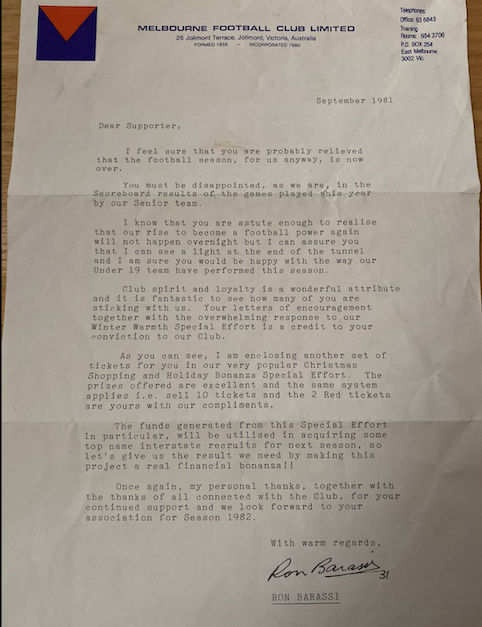 MELBOURNE FOOTBALL CLUB LIMITED
26 Jolimont Terrace, Jolimont, Victoria, Australia
FORMED 1858 — INCORPORATED 1980
Telephones:
Office: 63 6843
Training
Rooms: 654 3706
P.O. BOX 254
East Melbourne
3002 Vic.
September 1981
Dear Supporter,
I feel sure that you are probably relieved
that the football season, for us anyway, is now
over.
You must be disappointed, as we are, in the
Scoreboard results of the games played this year
by our Senior team.
I know that you are astute enough to realise
that our rise to become a football power again
will not happen overnight but I can assure you
that I can see a light at the end of the tunnel
and I am sure you would be happy with the way our
Under 19 team have performed this season.
Club spirit and loyalty is a wonderful attribute
and it is fantastic to see how many of you are
sticking with us. Your letters of encouragement
together with the overwhelming response to our
Winter Warmth Special Effort is a credit to your
conviction to our Club.
As you can see, I am enclosing another set of
tickets for you in our very popular Christmas
Shopping and Holiday Bonanza Special Effort. The
prizes offered are excellent and the same system
applies i.e. sell 10 tickets and the 2 Red tickets
are yours with our compliments.
The funds generated from this Special Effort
in particular, will be utilised in acquiring some
top name interstate recruits for next season, so
let's give us the result we need by making this
project a real financial bonanza!!
Once again, my personal thanks, together with
the thanks of all connected with the Club, for your
continued support and we look forward to your
association for Season 1982.
With warm regards,
Ron Barassi 31
RON BARASSI